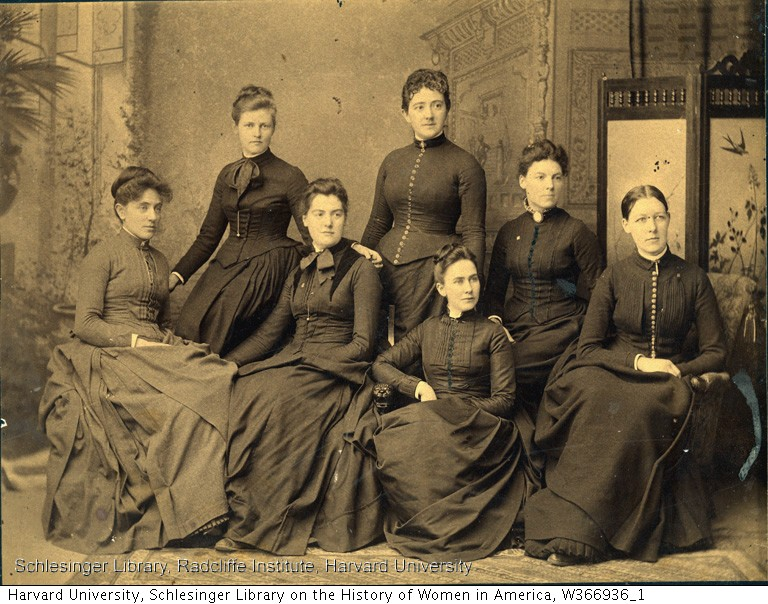 Schlesinger Library, Radcliffe Institute, Harvard University
Harvard University, Schlesinger Library on the History of Women in America, W366936_1